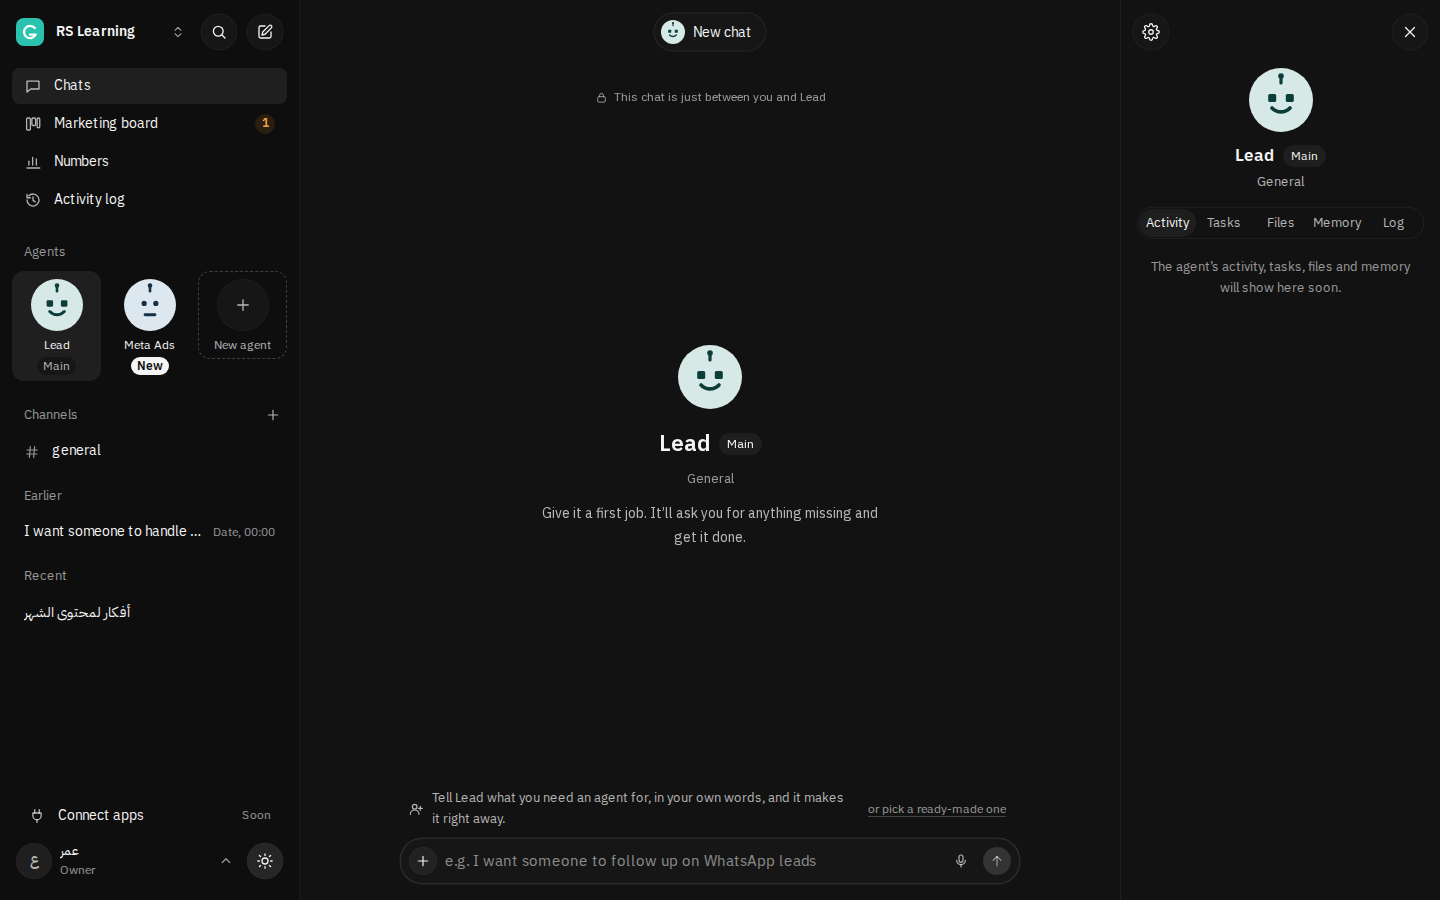 RS Learning
Chats
Marketing board
1
Numbers
Activity log
Agents
Lead
Main
Meta Ads
New
New agent
Channels
# general
Earlier
I want someone to handle ...
Date, 00:00
Recent
أفكار لمحتوى الشهر
Connect apps
Soon
ع
عمر
Owner
New chat
This chat is just between you and Lead
Lead
Main
General
Give it a first job. It'll ask you for anything missing and
get it done.
Tell Lead what you need an agent for, in your own words, and it makes
it right away.
or pick a ready-made one
e.g. I want someone to follow up on WhatsApp leads
Lead
Main
General
Activity
Tasks
Files
Memory
Log
The agent's activity, tasks, files and memory
will show here soon.